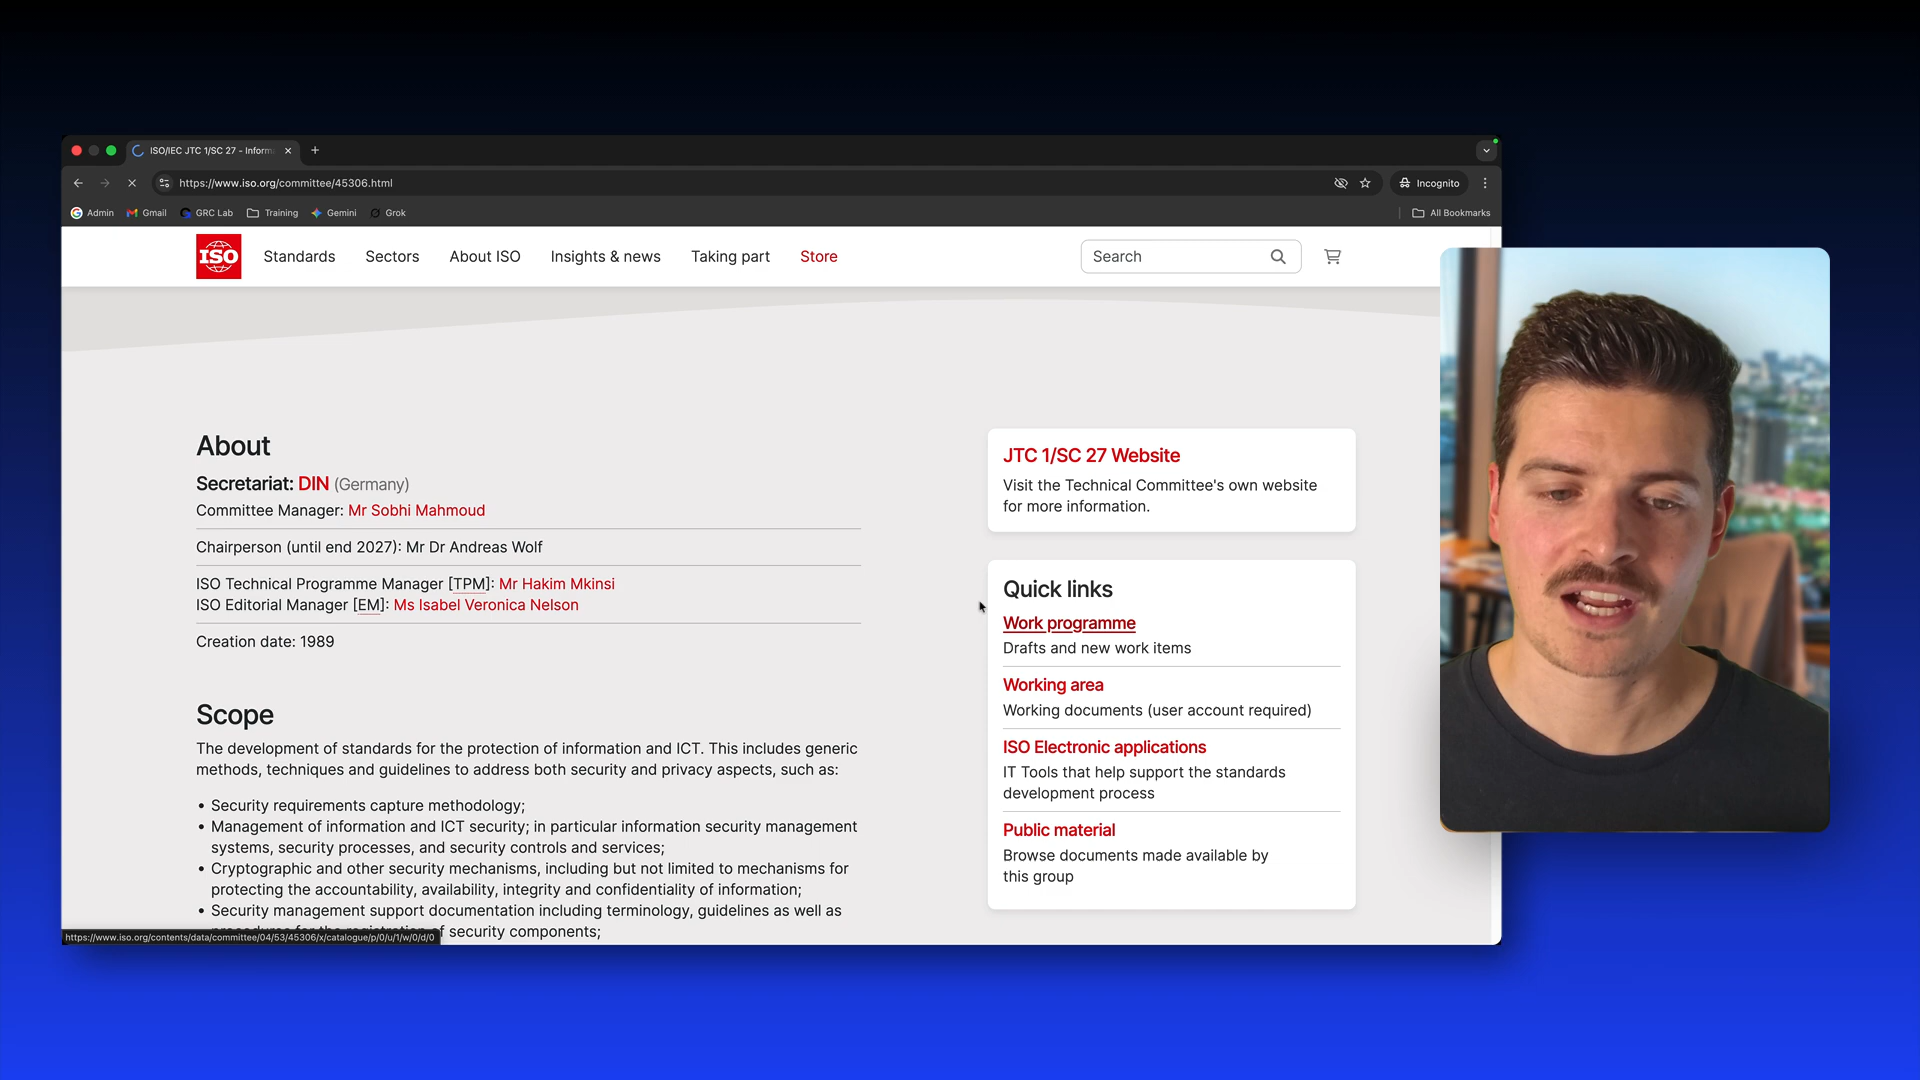 ISO/IEC JTC 1/SC 27 - Inform
https://www.iso.org/committee/45306.html
Incognito
Admin
Gmail
GRC Lab
Training
Gemini
Grok
All Bookmarks
ISO
Standards
Sectors
About ISO
Insights & news
Taking part
Store
Search
About
Secretariat: DIN (Germany)
Committee Manager: Mr Sobhi Mahmoud
Chairperson (until end 2027): Mr Dr Andreas Wolf
ISO Technical Programme Manager [TPM]: Mr Hakim Mkinsi
ISO Editorial Manager [EM]: Ms Isabel Veronica Nelson
Creation date: 1989
Scope
The development of standards for the protection of information and ICT. This includes generic
methods, techniques and guidelines to address both security and privacy aspects, such as:
• Security requirements capture methodology;
• Management of information and ICT security; in particular information security management
systems, security processes, and security controls and services;
• Cryptographic and other security mechanisms, including but not limited to mechanisms for
protecting the accountability, availability, integrity and confidentiality of information;
• Security management support documentation including terminology, guidelines as well as
procedures for the registration of security components;
https://www.iso.org/contents/data/committee/04/53/45306/x/catalogue/p/0/u/1/w/0/d/0
JTC 1/SC 27 Website
Visit the Technical Committee's own website
for more information.
Quick links
Work programme
Drafts and new work items
Working area
Working documents (user account required)
ISO Electronic applications
IT Tools that help support the standards
development process
Public material
Browse documents made available by
this group